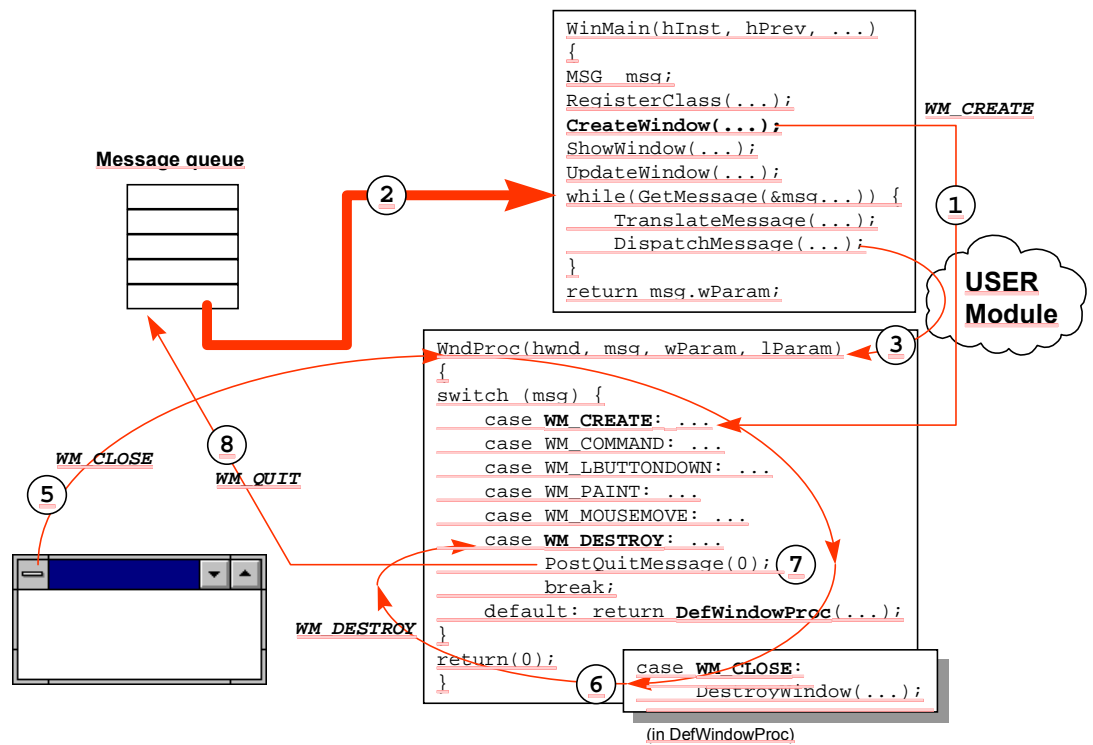 WinMain(hInst, hPrev, ...)
{
MSG msg;
RegisterClass(...);
CreateWindow(...);
ShowWindow(...);
UpdateWindow(...);
while(GetMessage(&msg...)) {
TranslateMessage(...);
DispatchMessage(...);
}
return msg.wParam;
WM_CREATE
1
USER
Module
Message queue
2
3
WndProc(hwnd, msg, wParam, lParam)
{
switch (msg) {
case WM_CREATE: ...
case WM_COMMAND: ...
case WM_LBUTTONDOWN: ...
case WM_PAINT: ...
case WM_MOUSEMOVE: ...
case WM_DESTROY: ...
PostQuitMessage(0);
break;
default: return DefWindowProc(...);
}
return(0);
}
7
8
WM_CLOSE
WM_QUIT
5
WM_DESTROY
6
case WM_CLOSE:
DestroyWindow(...);
(in DefWindowProc)